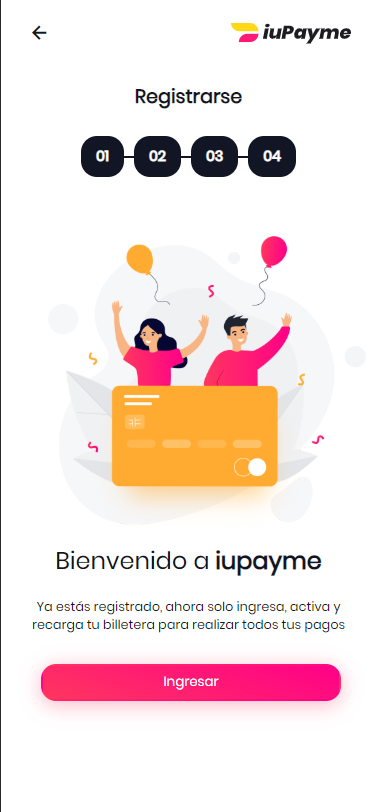 iuPayme
Registrarse
01 02 03 04
Bienvenido a iupayme
Ya estás registrado, ahora solo ingresa, activa y
recarga tu billetera para realizar todos tus pagos
Ingresar